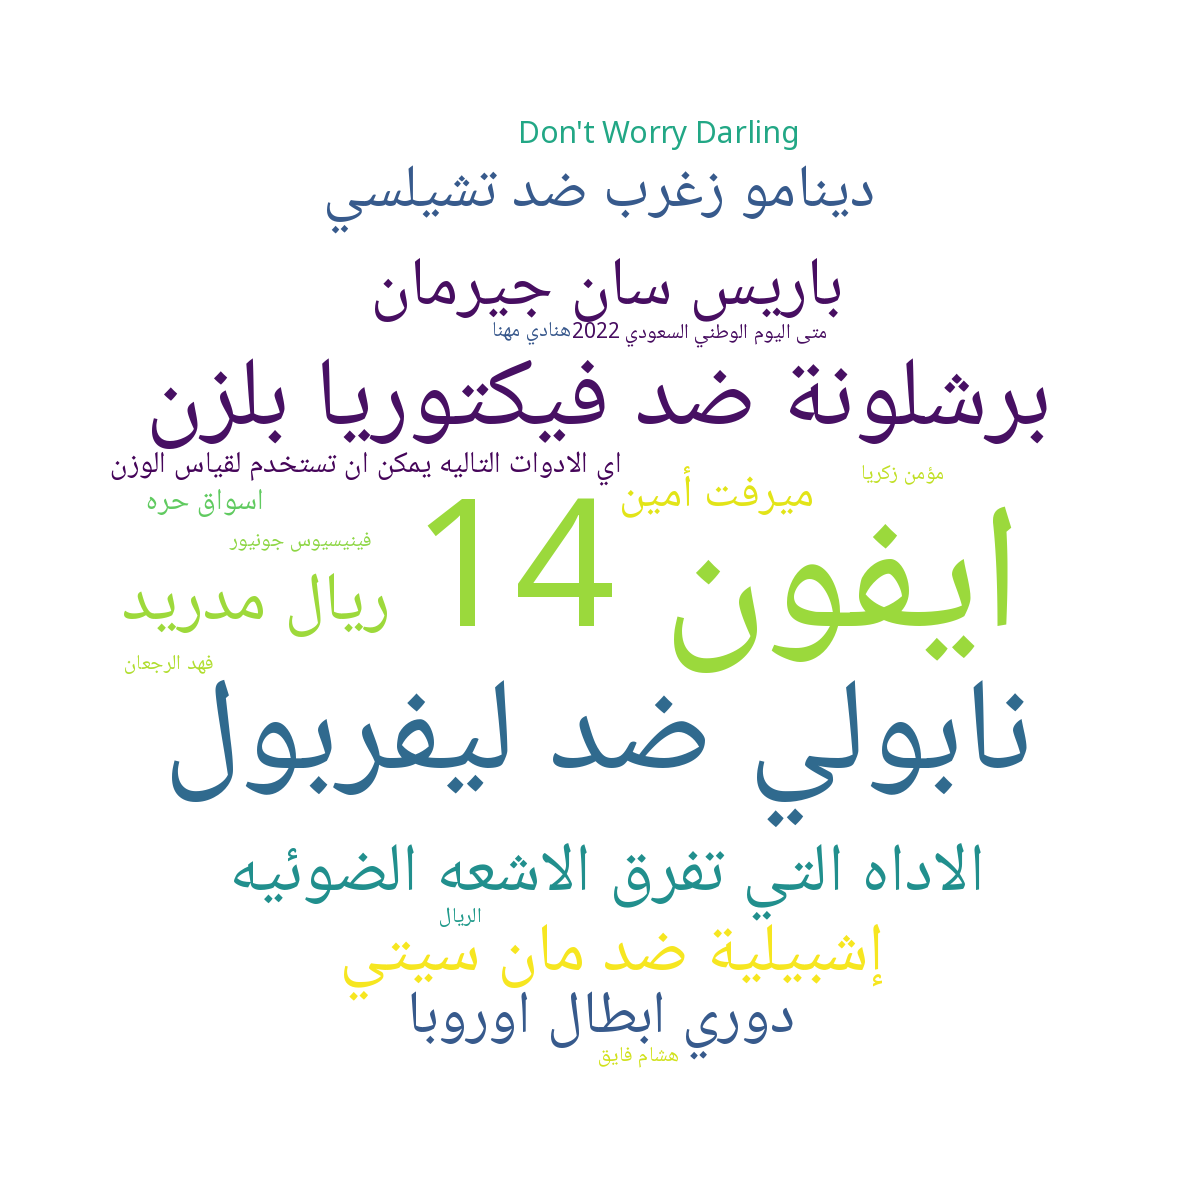 Don't Worry Darling
دينامو زغرب ضد تشيلسي
باريس سان جيرمان
متى اليوم الوطني السعودي 2022
هنادي مهنا
برشلونة ضد فيكتوريا بلزن
اي الادوات التاليه يمكن ان تستخدم لقياس الوزن
مؤمن زكريا
ميرفت أمين
اسواق حره
ايفون 14
فينيسيوس جونيور
ريال مدريد
فهد الرجعان
نابولي ضد ليفربول
الاداه التي تفرق الاشعه الضوئيه
الريال
إشبيلية ضد مان سيتي
دوري ابطال اوروبا
هشام فايق